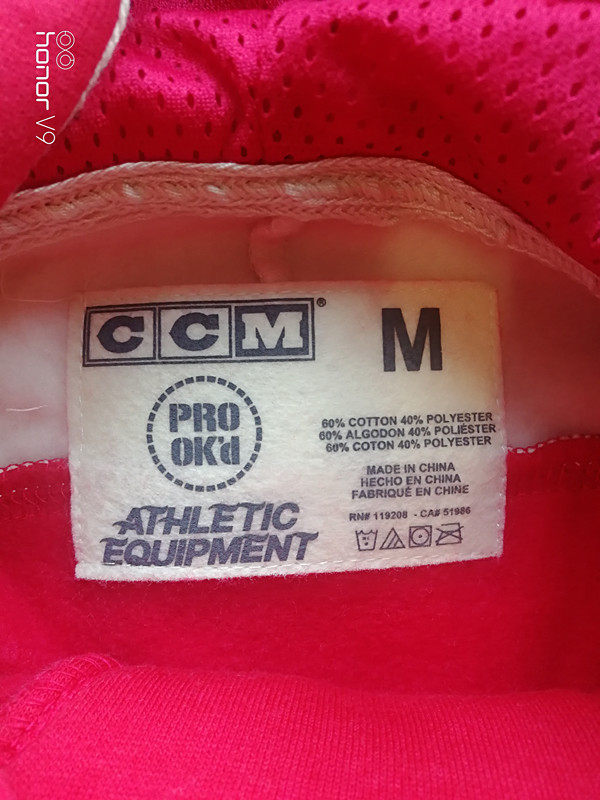 honor V9
CCM®
M
PRO
OK'd
60% COTTON 40% POLYESTER
60% ALGODON 40% POLIÉSTER
60% COTON 40% POLYESTER
MADE IN CHINA
HECHO EN CHINA
FABRIQUÉ EN CHINE
RN# 119208 - CA# 51986
ATHLETIC
EQUIPMENT